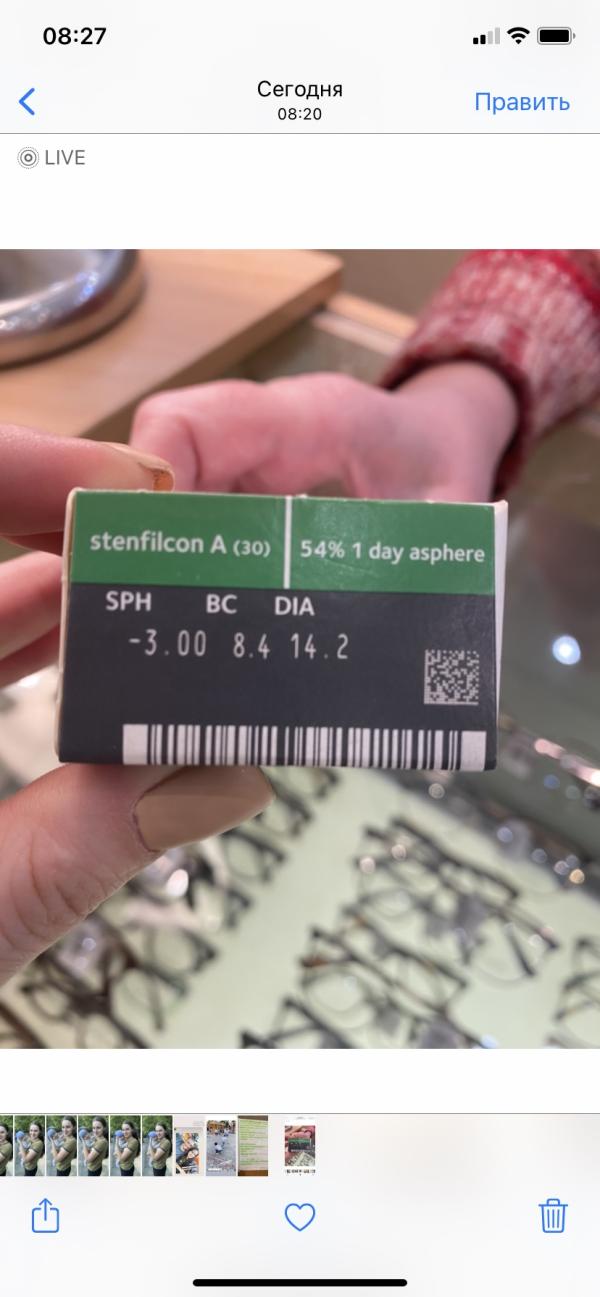 08:27
Сегодня
08:20
Править
LIVE
stenfilcon A (30)
54% 1 day asphere
SPH BC DIA
-3.00 8.4 14.2